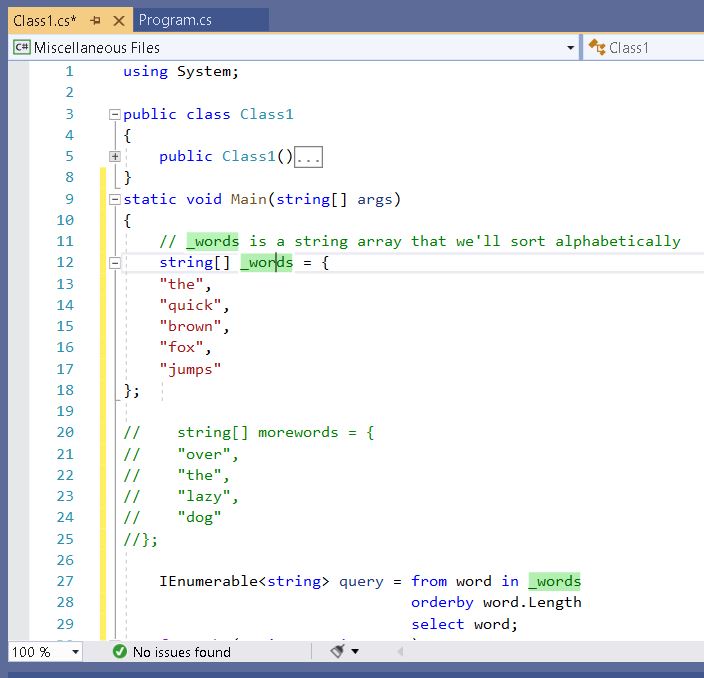 Class1.cs*
Program.cs
C# Miscellaneous Files
Class1
1 using System;
2
3 public class Class1
4 {
5 public Class1()...
8 }
9 static void Main(string[] args)
10 {
11 // _words is a string array that we'll sort alphabetically
12 string[] _words = {
13 "the",
14 "quick",
15 "brown",
16 "fox",
17 "jumps"
18 };
19
20 // string[] morewords = {
21 // "over",
22 // "the",
23 // "lazy",
24 // "dog"
25 //};
26
27 IEnumerable<string> query = from word in _words
28 orderby word.Length
29 select word;
100 %
No issues found